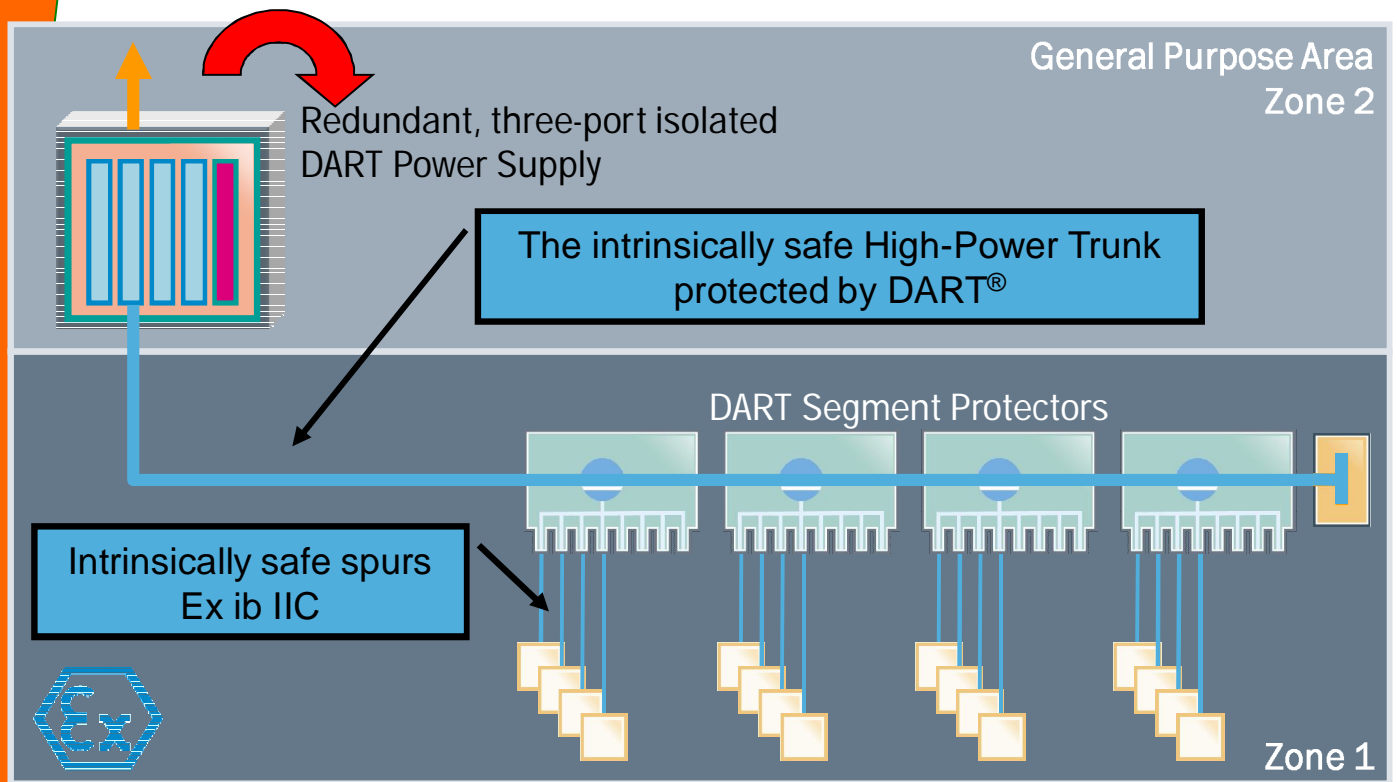 General Purpose Area
Zone 2
Redundant, three-port isolated
DART Power Supply
The intrinsically safe High-Power Trunk
protected by DART®
DART Segment Protectors
Intrinsically safe spurs
Ex ib IIC
Ex
Zone 1